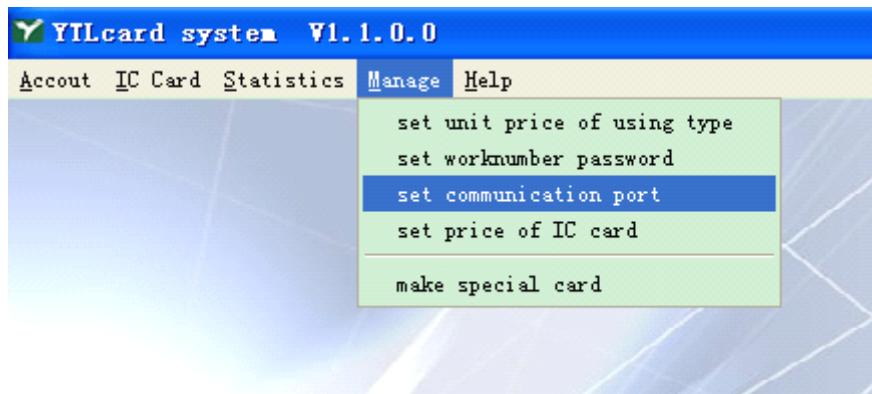 YTLcard system V1.1.0.0
Accout IC Card Statistics Manage Help
set unit price of using type
set worknumber password
set communication port
set price of IC card
make special card